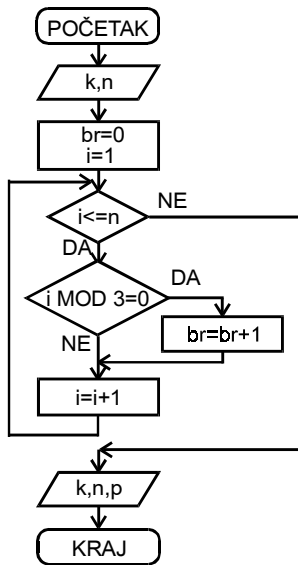 POČETAK
k,n
br=0
i=1
i<=n
NE
DA
i MOD 3=0
DA
br=br+1
NE
i=i+1
k,n,p
KRAJ